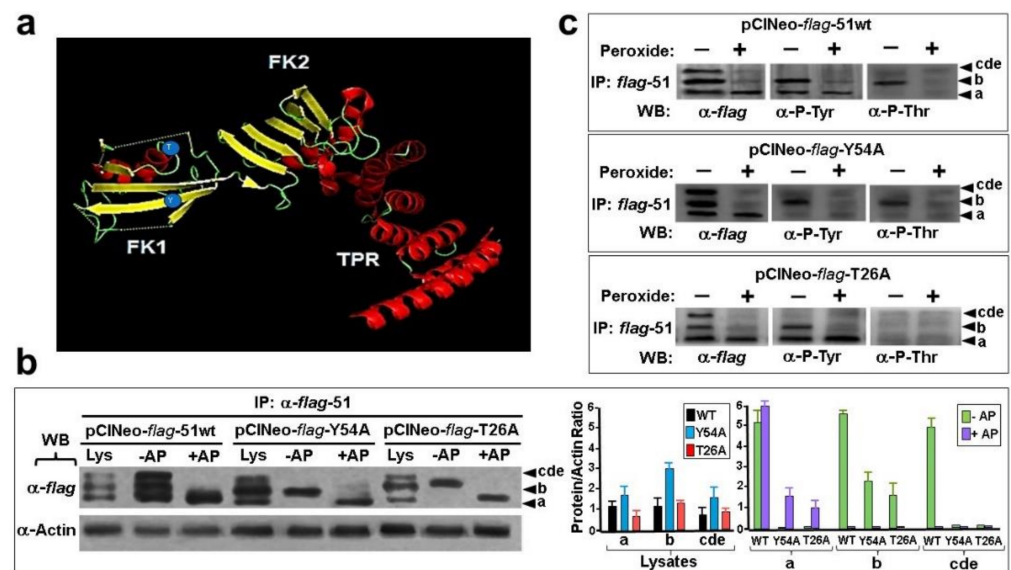 a
FK2
T
Y
FK1
TPR
c
pCINeo-flag-51wt
Peroxide: – + – + – +
IP: flag-51
cde
b
a
WB: α-flag α-P-Tyr α-P-Thr
pCINeo-flag-Y54A
Peroxide: – + – + – +
IP: flag-51
cde
b
a
WB: α-flag α-P-Tyr α-P-Thr
pCINeo-flag-T26A
Peroxide: – + – + – +
IP: flag-51
cde
b
a
WB: α-flag α-P-Tyr α-P-Thr
b
IP: α-flag-51
WB pCINeo-flag-51wt pCINeo-flag-Y54A pCINeo-flag-T26A
Lys -AP +AP Lys -AP +AP Lys -AP +AP
α-flag
cde
b
a
α-Actin
Protein/Actin Ratio
6
5
4
3
2
1
0
WT
Y54A
T26A
a b cde
Lysates
6
5
4
3
2
1
0
- AP
+ AP
WT Y54A T26A WT Y54A T26A WT Y54A T26A
a b cde